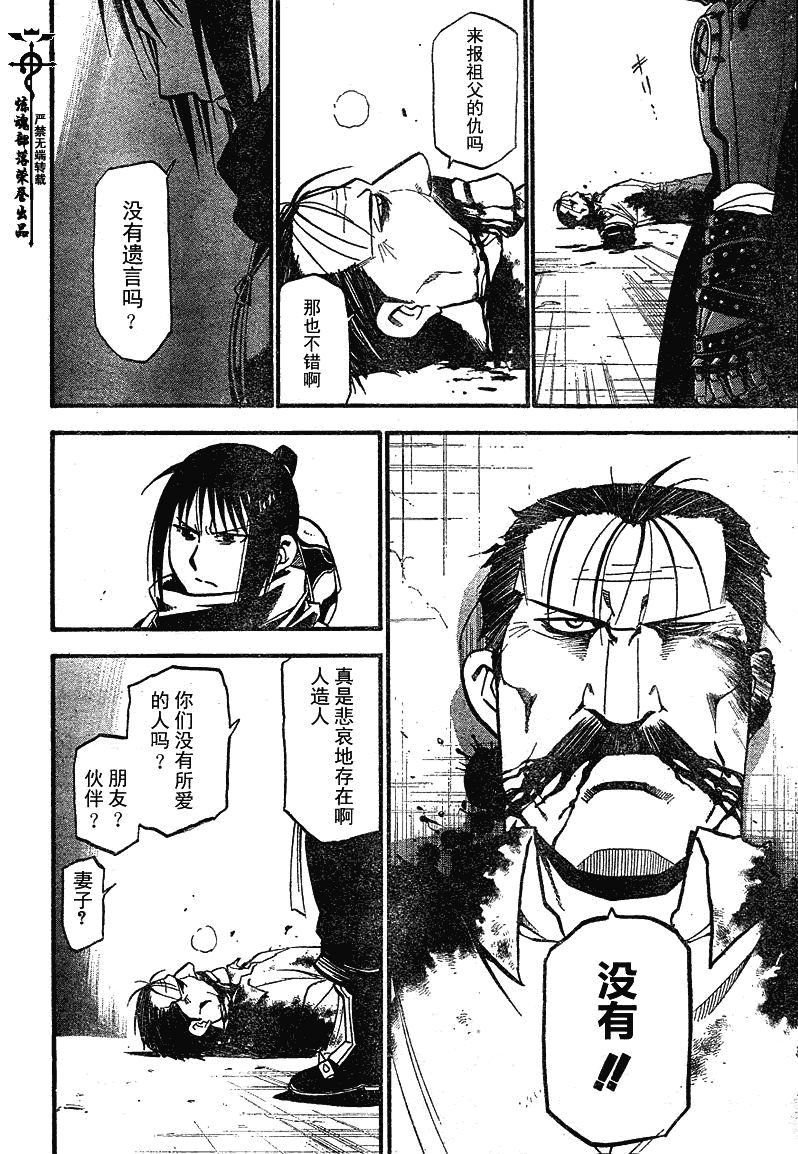 来报祖父的仇吗
那也不错啊
没有遗言吗？
没有!!
真是悲哀地存在啊
人造人
你们没有所爱
的人吗？
朋友？
伙伴？
妻子？
炼魂部落荣誉出品
严禁无端转载